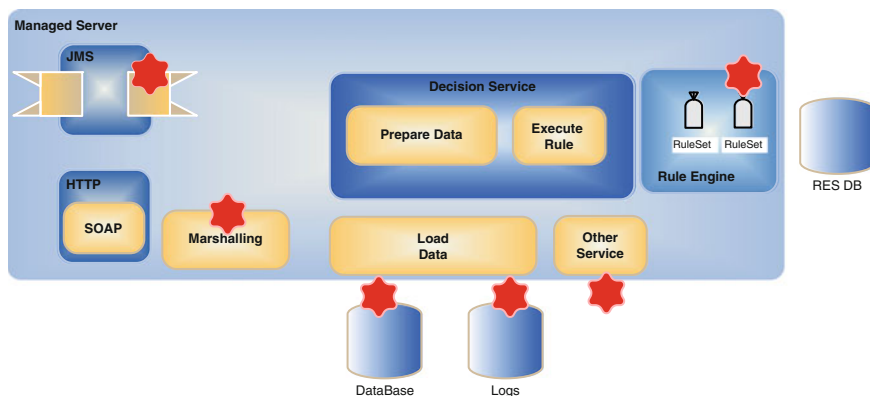 Managed Server
JMS
Decision Service
Prepare Data
Execute
Rule
RuleSet
RuleSet
Rule Engine
RES DB
HTTP
SOAP
Marshalling
Load
Data
Other
Service
DataBase
Logs